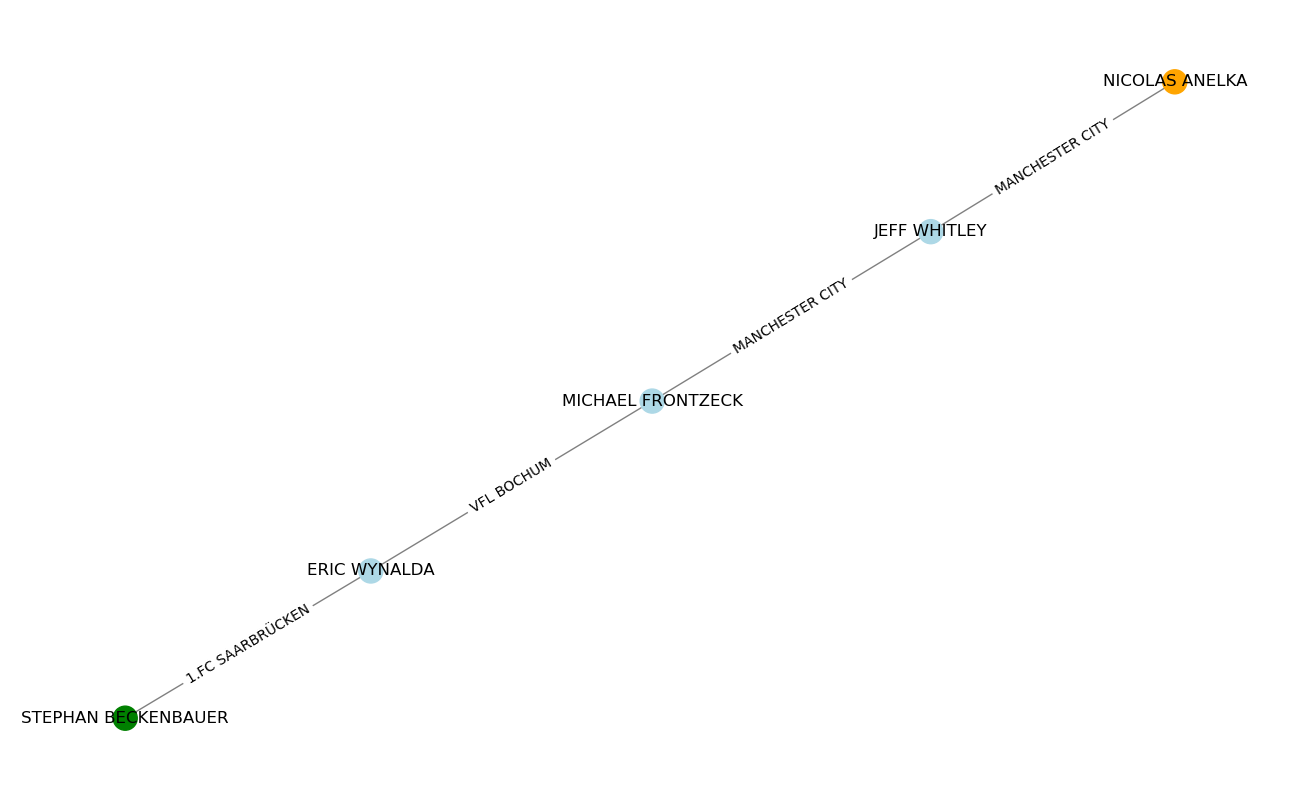 NICOLAS ANELKA
MANCHESTER CITY
JEFF WHITLEY
MANCHESTER CITY
MICHAEL FRONTZECK
VFL BOCHUM
ERIC WYNALDA
1.FC SAARBRÜCKEN
STEPHAN BECKENBAUER